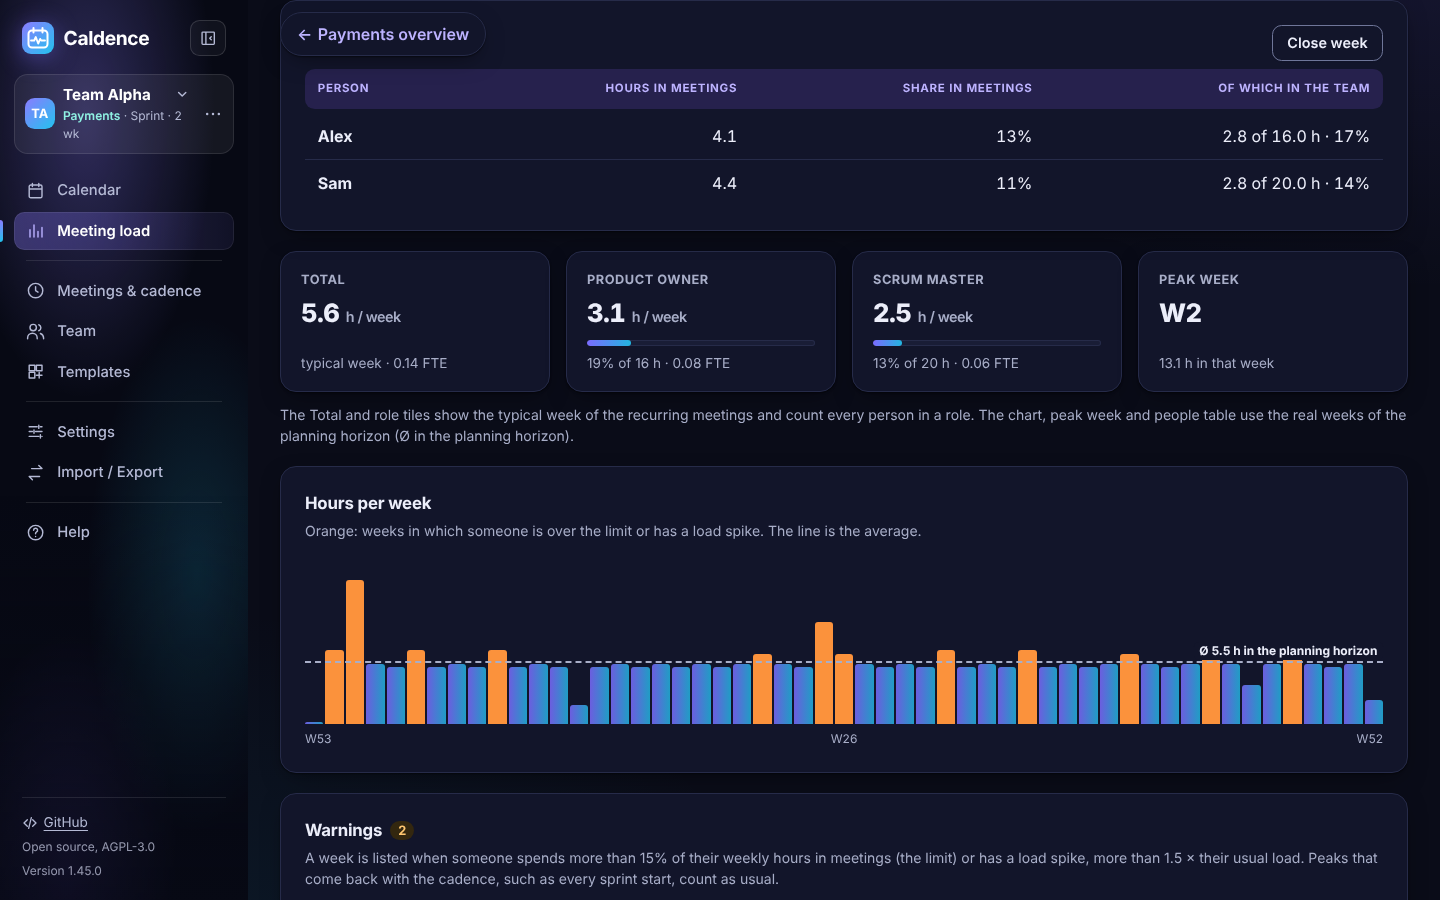 Caldence
TA
Team Alpha
Payments · Sprint · 2
wk
Calendar
Meeting load
Meetings & cadence
Team
Templates
Settings
Import / Export
Help
GitHub
Open source, AGPL-3.0
Version 1.45.0
← Payments overview
Close week
PERSON HOURS IN MEETINGS SHARE IN MEETINGS OF WHICH IN THE TEAM
Alex 4.1 13% 2.8 of 16.0 h · 17%
Sam 4.4 11% 2.8 of 20.0 h · 14%
TOTAL
5.6 h / week
typical week · 0.14 FTE
PRODUCT OWNER
3.1 h / week
19% of 16 h · 0.08 FTE
SCRUM MASTER
2.5 h / week
13% of 20 h · 0.06 FTE
PEAK WEEK
W2
13.1 h in that week
The Total and role tiles show the typical week of the recurring meetings and count every person in a role. The chart, peak week and people table use the real weeks of the
planning horizon (Ø in the planning horizon).
Hours per week
Orange: weeks in which someone is over the limit or has a load spike. The line is the average.
Ø 5.5 h in the planning horizon
W53 W26 W52
Warnings 2
A week is listed when someone spends more than 15% of their weekly hours in meetings (the limit) or has a load spike, more than 1.5 × their usual load. Peaks that
come back with the cadence, such as every sprint start, count as usual.